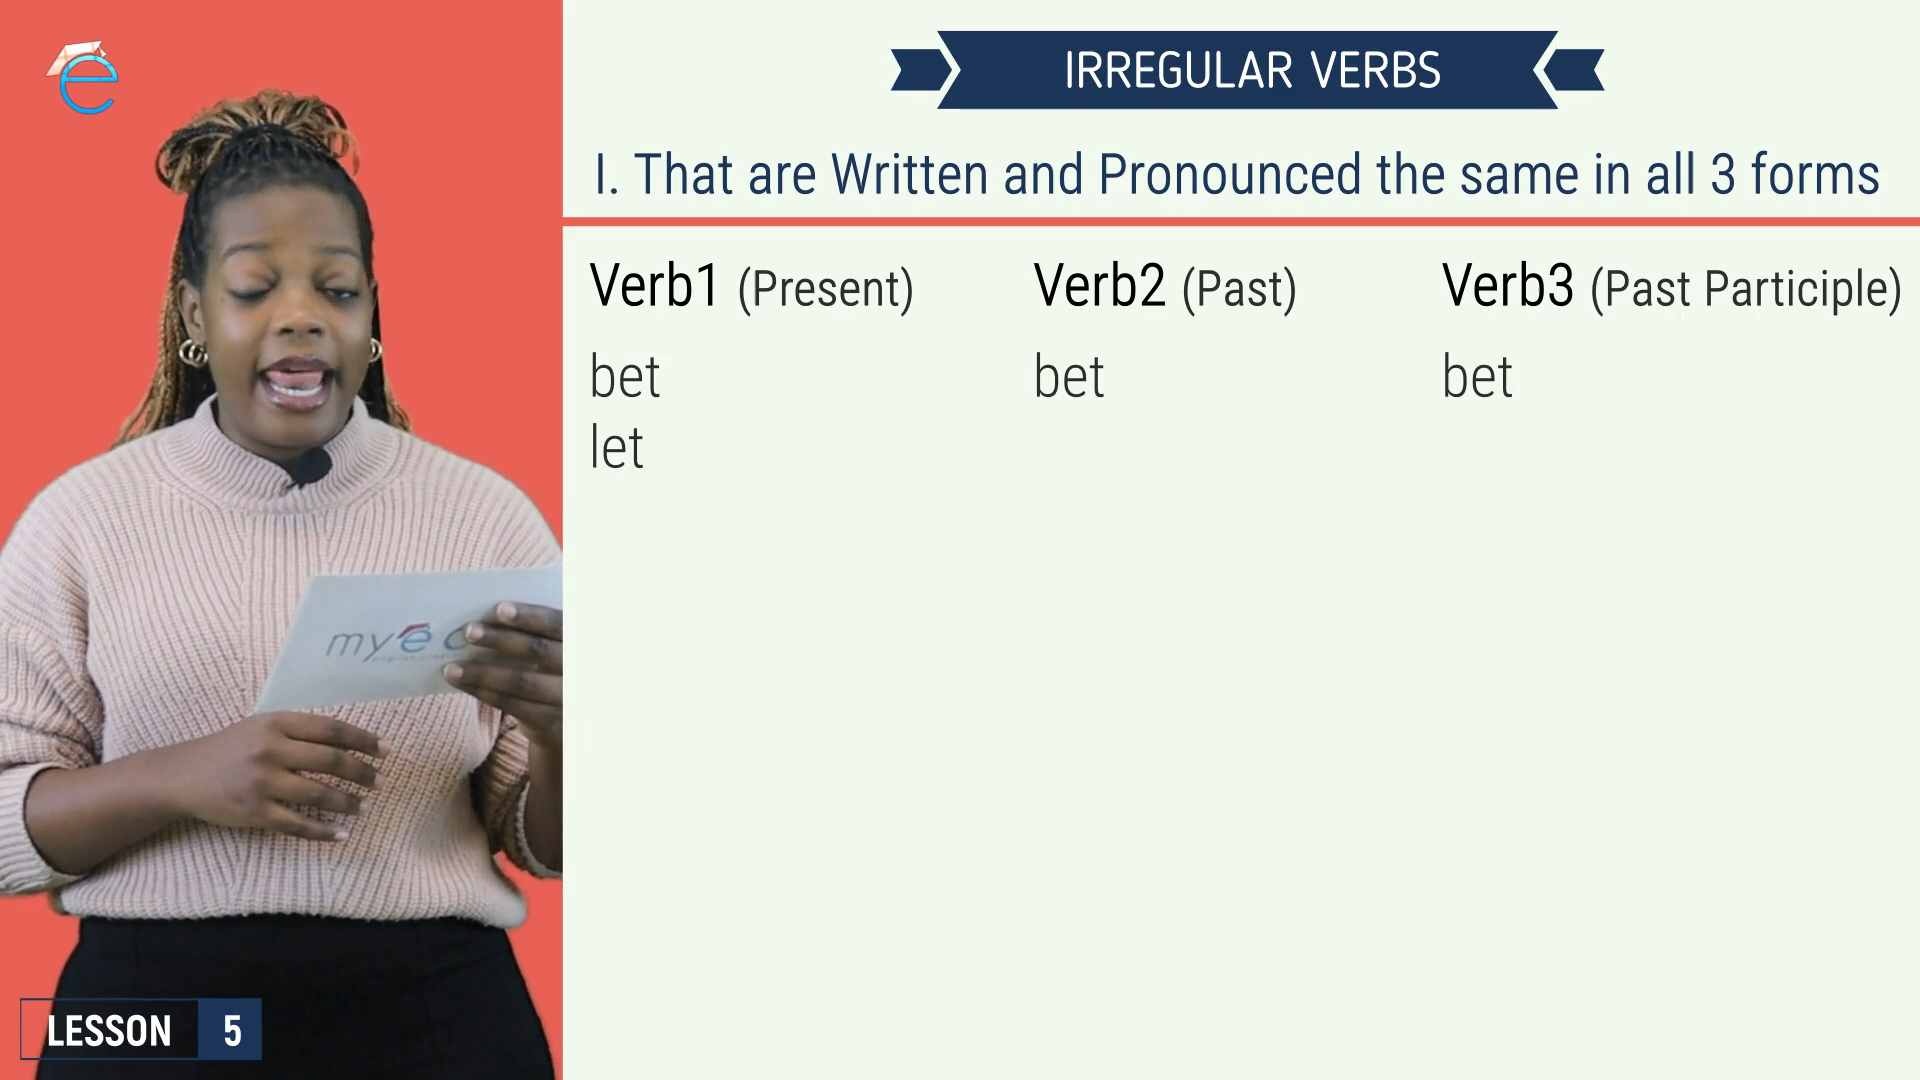 IRREGULAR VERBS
I. That are Written and Pronounced the same in all 3 forms
Verb1 (Present) Verb2 (Past) Verb3 (Past Participle)
bet bet bet
let
my e
LESSON 5